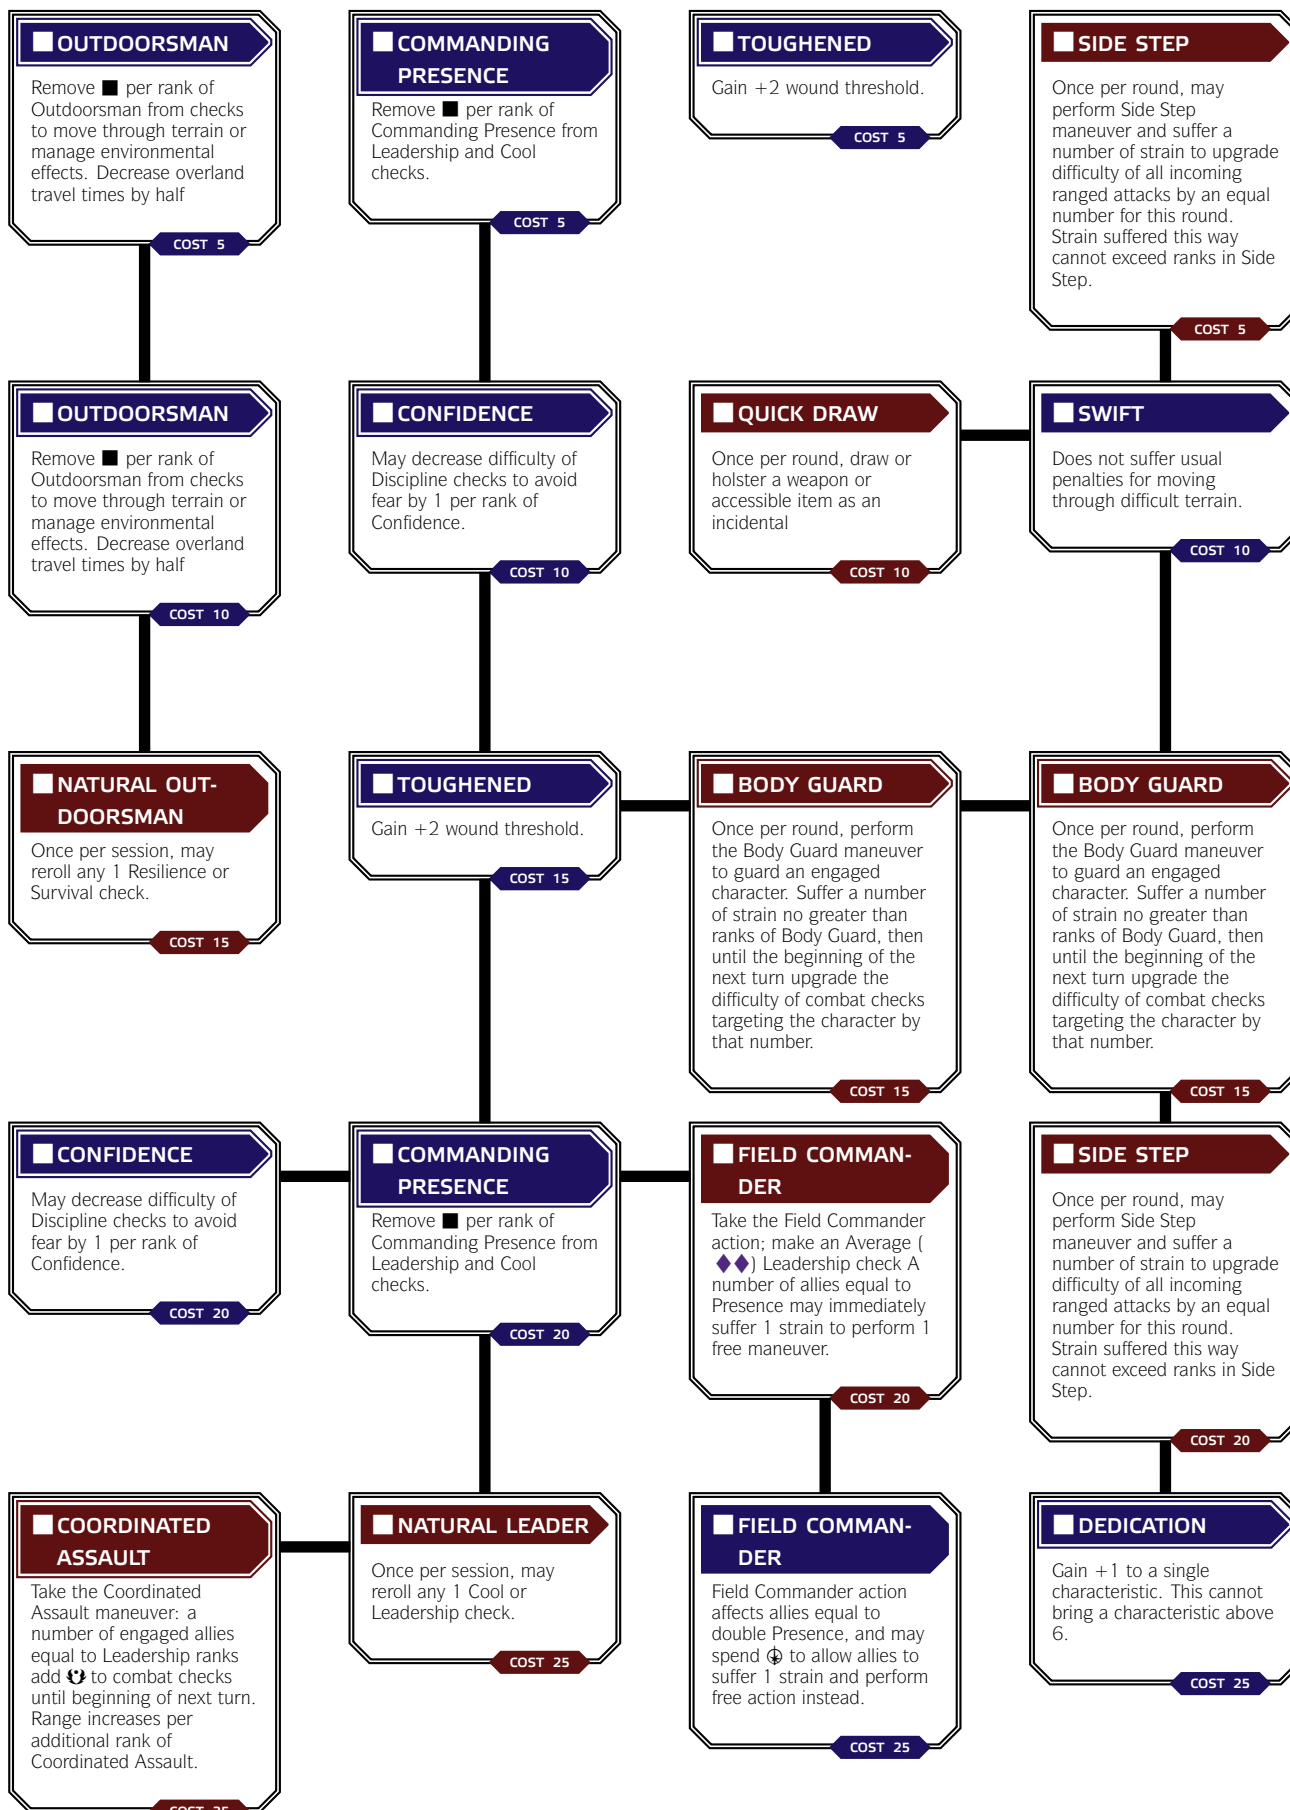 OUTDOORSMAN
Remove ■ per rank of
Outdoorsman from checks
to move through terrain or
manage environmental
effects. Decrease overland
travel times by half
COST 5
COMMANDING
PRESENCE
Remove ■ per rank of
Commanding Presence from
Leadership and Cool
checks.
COST 5
TOUGHENED
Gain +2 wound threshold.
COST 5
SIDE STEP
Once per round, may
perform Side Step
maneuver and suffer a
number of strain to upgrade
difficulty of all incoming
ranged attacks by an equal
number for this round.
Strain suffered this way
cannot exceed ranks in Side
Step.
COST 5
OUTDOORSMAN
Remove ■ per rank of
Outdoorsman from checks
to move through terrain or
manage environmental
effects. Decrease overland
travel times by half
COST 10
CONFIDENCE
May decrease difficulty of
Discipline checks to avoid
fear by 1 per rank of
Confidence.
COST 10
QUICK DRAW
Once per round, draw or
holster a weapon or
accessible item as an
incidental
COST 10
SWIFT
Does not suffer usual
penalties for moving
through difficult terrain.
COST 10
NATURAL OUT-
DOORSMAN
Once per session, may
reroll any 1 Resilience or
Survival check.
COST 15
TOUGHENED
Gain +2 wound threshold.
COST 15
BODY GUARD
Once per round, perform
the Body Guard maneuver
to guard an engaged
character. Suffer a number
of strain no greater than
ranks of Body Guard, then
until the beginning of the
next turn upgrade the
difficulty of combat checks
targeting the character by
that number.
COST 15
BODY GUARD
Once per round, perform
the Body Guard maneuver
to guard an engaged
character. Suffer a number
of strain no greater than
ranks of Body Guard, then
until the beginning of the
next turn upgrade the
difficulty of combat checks
targeting the character by
that number.
COST 15
CONFIDENCE
May decrease difficulty of
Discipline checks to avoid
fear by 1 per rank of
Confidence.
COST 20
COMMANDING
PRESENCE
Remove ■ per rank of
Commanding Presence from
Leadership and Cool
checks.
COST 20
FIELD COMMAN-
DER
Take the Field Commander
action; make an Average (
◆◆) Leadership check A
number of allies equal to
Presence may immediately
suffer 1 strain to perform 1
free maneuver.
COST 20
SIDE STEP
Once per round, may
perform Side Step
maneuver and suffer a
number of strain to upgrade
difficulty of all incoming
ranged attacks by an equal
number for this round.
Strain suffered this way
cannot exceed ranks in Side
Step.
COST 20
COORDINATED
ASSAULT
Take the Coordinated
Assault maneuver: a
number of engaged allies
equal to Leadership ranks
add to combat checks
until beginning of next turn.
Range increases per
additional rank of
Coordinated Assault.
COST 25
NATURAL LEADER
Once per session, may
reroll any 1 Cool or
Leadership check.
COST 25
FIELD COMMAN-
DER
Field Commander action
affects allies equal to
double Presence, and may
spend to allow allies to
suffer 1 strain and perform
free action instead.
COST 25
DEDICATION
Gain +1 to a single
characteristic. This cannot
bring a characteristic above
6.
COST 25